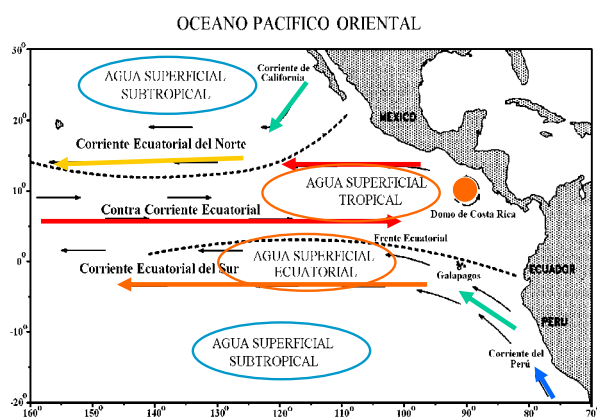 OCEANO PACIFICO ORIENTAL
30°
20°
10°
0°
-10°
-20
160
150°
140°
130°
120°
110°
100°
90°
80°
70
AGUA SUPERFICIAL
SUBTROPICAL
Corriente de
California
MEXICO
Corriente Ecuatorial del Norte
AGUA SUPERFICIAL
TROPICAL
Domo de Costa Rica
Contra Corriente Ecuatorial
Frente Ecuatorial
Corriente Ecuatorial del Sur
AGUA SUPERFICIAL
ECUATORIAL
Galapagos
ECUADOR
PERU
AGUA SUPERFICIAL
SUBTROPICAL
Corriente del
Perú